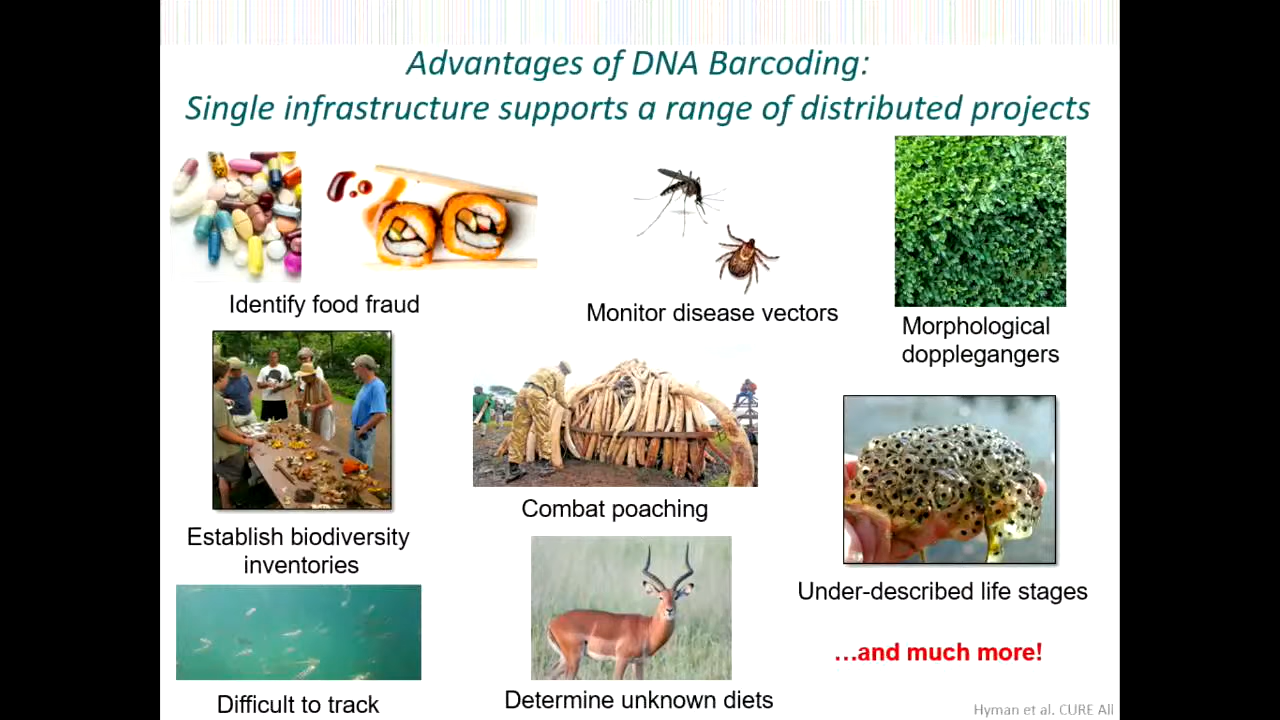 Advantages of DNA Barcoding:
Single infrastructure supports a range of distributed projects
Identify food fraud
Monitor disease vectors
Morphological
dopplegangers
Establish biodiversity
inventories
Combat poaching
Under-described life stages
Difficult to track
Determine unknown diets
…and much more!
Hyman et al. CURE All